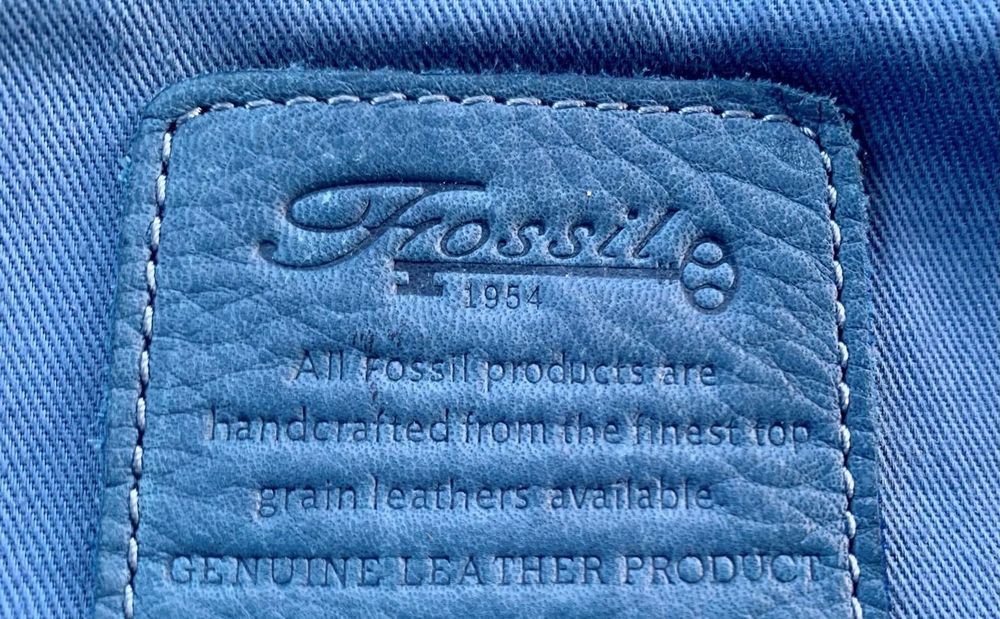 Fossil
1954
All Fossil products are
handcrafted from the finest top
grain leathers available
GENUINE LEATHER PRODUCT